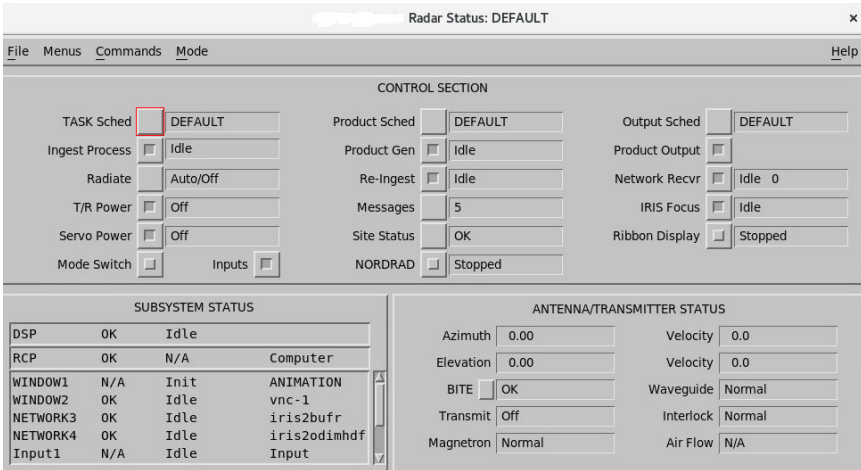 Radar Status: DEFAULT ×
File Menus Commands Mode Help
CONTROL SECTION
TASK Sched DEFAULT Product Sched DEFAULT Output Sched DEFAULT
Ingest Process Idle Product Gen Idle Product Output
Radiate Auto/Off Re-Ingest Idle Network Recvr Idle 0
T/R Power Off Messages 5 IRIS Focus Idle
Servo Power Off Site Status OK Ribbon Display Stopped
Mode Switch Inputs NORDRAD Stopped
SUBSYSTEM STATUS
DSP OK Idle
RCP OK N/A Computer
WINDOW1 N/A Init ANIMATION
WINDOW2 OK Idle vnc-1
NETWORK3 OK Idle iris2bufr
NETWORK4 OK Idle iris2odimhdf
Input1 N/A Idle Input
ANTENNA/TRANSMITTER STATUS
Azimuth 0.00 Velocity 0.0
Elevation 0.00 Velocity 0.0
BITE OK Waveguide Normal
Transmit Off Interlock Normal
Magnetron Normal Air Flow N/A